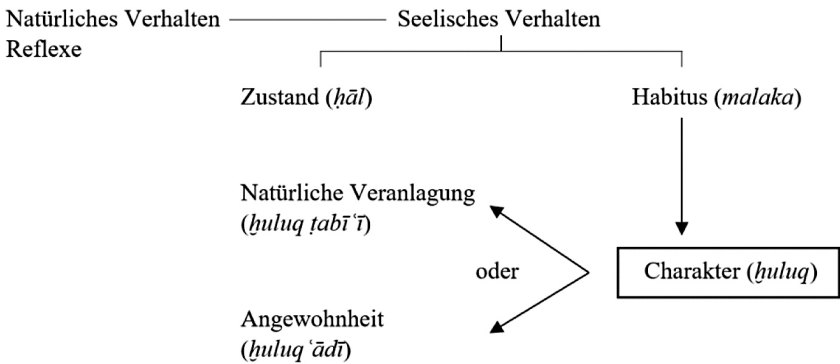 Natürliches Verhalten
Reflexe
Seelisches Verhalten
Zustand (ḥāl)
Habitus (malaka)
Natürliche Veranlagung
(ḫuluq ṭabīʿī)
oder
Charakter (ḫuluq)
Angewohnheit
(ḫuluq ʿādī)